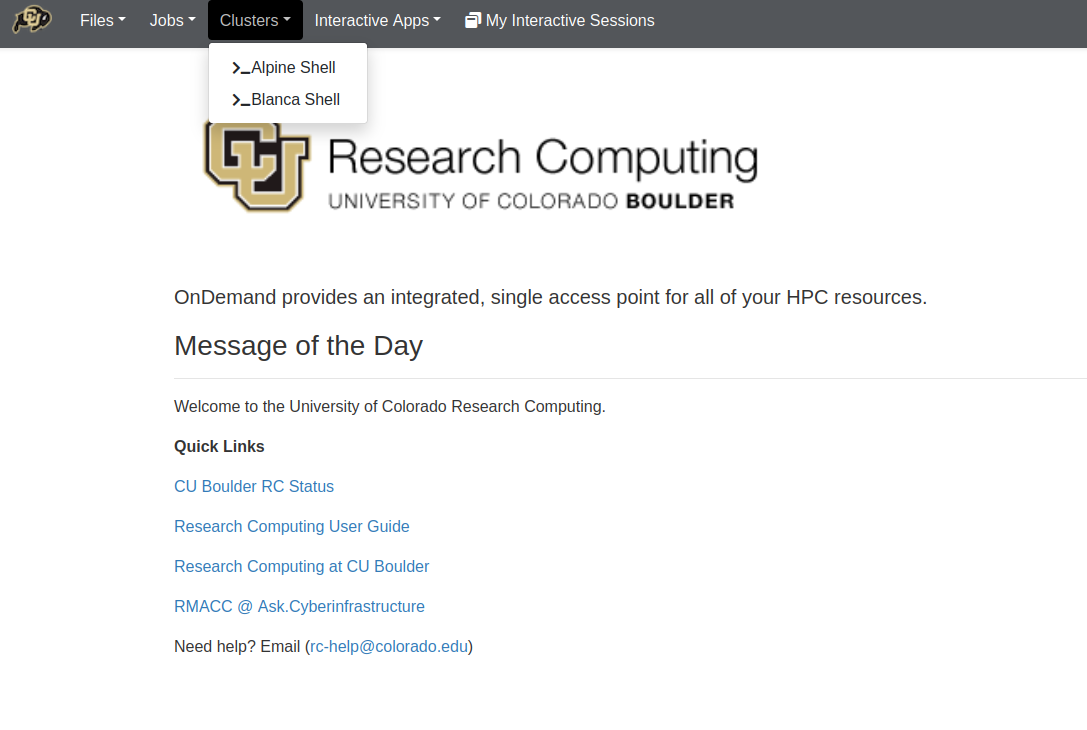 Files Jobs Clusters Interactive Apps My Interactive Sessions
Alpine Shell
Blanca Shell
CU Research Computing
UNIVERSITY OF COLORADO BOULDER
OnDemand provides an integrated, single access point for all of your HPC resources.
Message of the Day
Welcome to the University of Colorado Research Computing.
Quick Links
CU Boulder RC Status
Research Computing User Guide
Research Computing at CU Boulder
RMACC @ Ask.Cyberinfrastructure
Need help? Email (rc-help@colorado.edu)